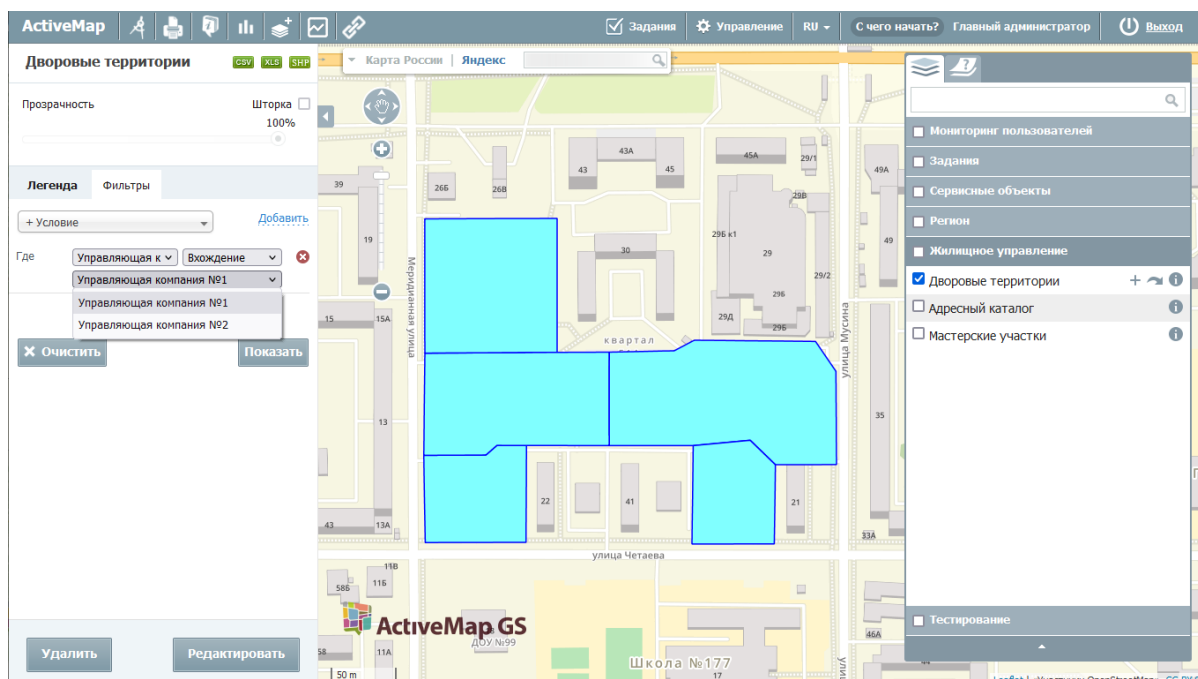 ActiveMap
Задания
Управление
RU
С чего начать?
Главный администратор
Выход
Дворовые территории
CSV
XLS
SHP
Прозрачность
Шторка
100%
Легенда
Фильтры
+ Условие
Добавить
Где
Управляющая к
Вхождение
Управляющая компания №1
Управляющая компания №1
Управляющая компания №2
Очистить
Показать
Удалить
Редактировать
Карта России | Яндекс
43А
43
45
45А
29/1
49А
39
26Б
26В
29В
19
30
29Б к1
29
49
29/2
29Б
Меридианная улица
15
15А
29Д
29Б
квартал
улица Мусина
13
35
22
41
21
43
13А
33А
улица Четаева
11В
58Б
11Б
ActiveMap GS
ДОУ №99
58
11А
Школа №177
17
46А
44
50 m
Мониторинг пользователей
Задания
Сервисные объекты
Регион
Жилищное управление
Дворовые территории
Адресный каталог
Мастерские участки
Тестирование